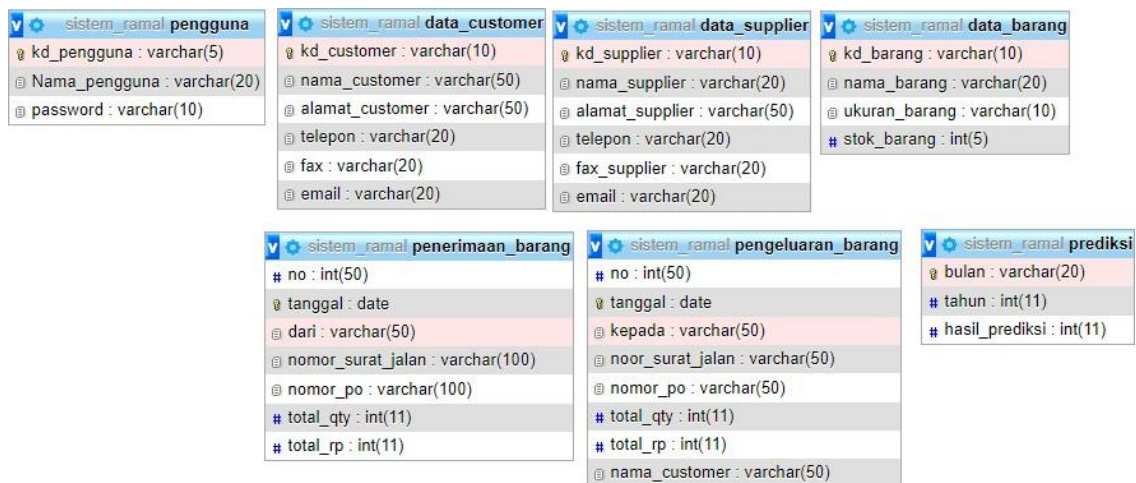 sistem_ramal pengguna
kd_pengguna : varchar(5)
Nama_pengguna : varchar(20)
password : varchar(10)
sistem_ramal data_customer
kd_customer : varchar(10)
nama_customer : varchar(50)
alamat_customer : varchar(50)
telepon : varchar(20)
fax : varchar(20)
email : varchar(20)
sistem_ramal data_supplier
kd_supplier : varchar(10)
nama_supplier : varchar(20)
alamat_supplier : varchar(50)
telepon : varchar(20)
fax_supplier : varchar(20)
email : varchar(20)
sistem_ramal data_barang
kd_barang : varchar(10)
nama_barang : varchar(20)
ukuran_barang : varchar(10)
# stok_barang : int(5)
sistem_ramal penerimaan_barang
# no : int(50)
tanggal : date
dari : varchar(50)
nomor_surat_jalan : varchar(100)
nomor_po : varchar(100)
# total_qty : int(11)
# total_rp : int(11)
sistem_ramal pengeluaran_barang
# no : int(50)
tanggal : date
kepada : varchar(50)
noor_surat_jalan : varchar(50)
nomor_po : varchar(50)
# total_qty : int(11)
# total_rp : int(11)
nama_customer : varchar(50)
sistem_ramal prediksi
bulan : varchar(20)
# tahun : int(11)
# hasil_prediksi : int(11)